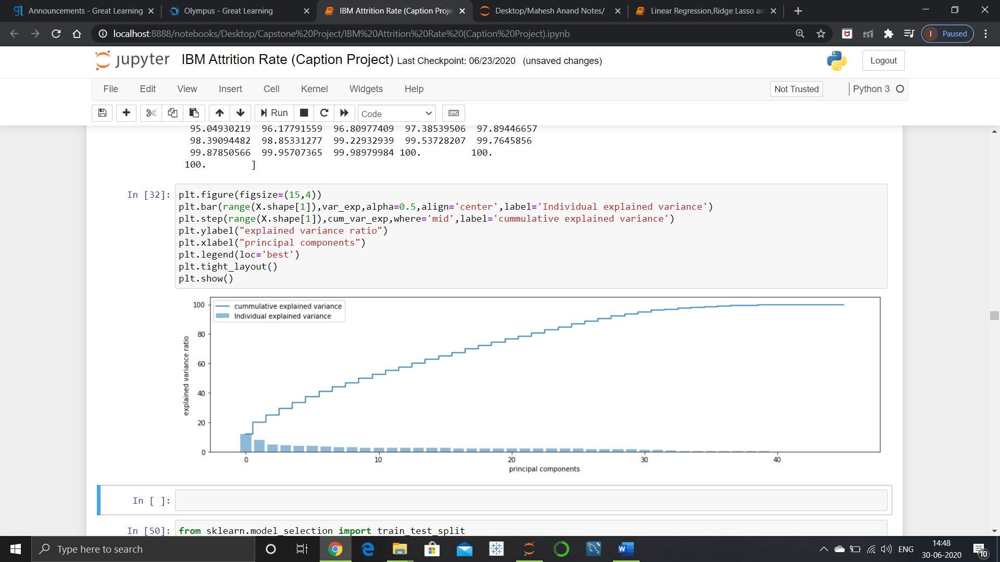 Announcements - Great Learning
Olympus - Great Learning
IBM Attrition Rate (Caption Proje
Desktop/Mahesh Anand Notes/
Linear Regression,Ridge Lasso an
localhost:8888/notebooks/Desktop/Capstone%20Project/IBM%20Attrition%20Rate%20(Caption%20Project).ipynb
I Paused
jupyter IBM Attrition Rate (Caption Project) Last Checkpoint: 06/23/2020 (unsaved changes)
Logout
File Edit View Insert Cell Kernel Widgets Help
Not Trusted
Python 3
Run
Code
95.04930219 96.17791559 96.80977409 97.38539506 97.89446657
98.39094482 98.85331277 99.22932939 99.53728207 99.7645856
99.87850566 99.95707365 99.98979984 100. 100.
100. ]
In [32]:
plt.figure(figsize=(15,4))
plt.bar(range(X.shape[1]),var_exp,alpha=0.5,align='center',label='Individual explained variance')
plt.step(range(X.shape[1]),cum_var_exp,where='mid',label='cummulative explained variance')
plt.ylabel("explained variance ratio")
plt.xlabel("principal components")
plt.legend(loc='best')
plt.tight_layout()
plt.show()
cummulative explained variance
Individual explained variance
explained variance ratio
100
80
60
40
20
0
0 10 20 30 40
principal components
In [ ]:
In [50]: from sklearn.model_selection import train_test_split
Type here to search
ENG
14:48
30-06-2020
10